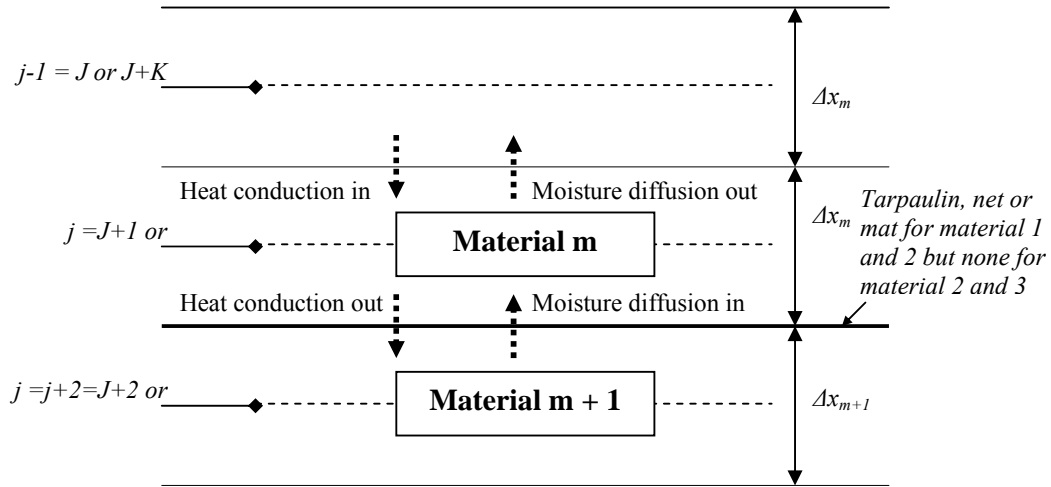 j-1 = J or J+K
Δx_m
Heat conduction in
Moisture diffusion out
j =J+1 or
Material m
Δx_m
Tarpaulin, net or
mat for material 1
and 2 but none for
material 2 and 3
Heat conduction out
Moisture diffusion in
j =j+2=J+2 or
Material m + 1
Δx_{m+1}